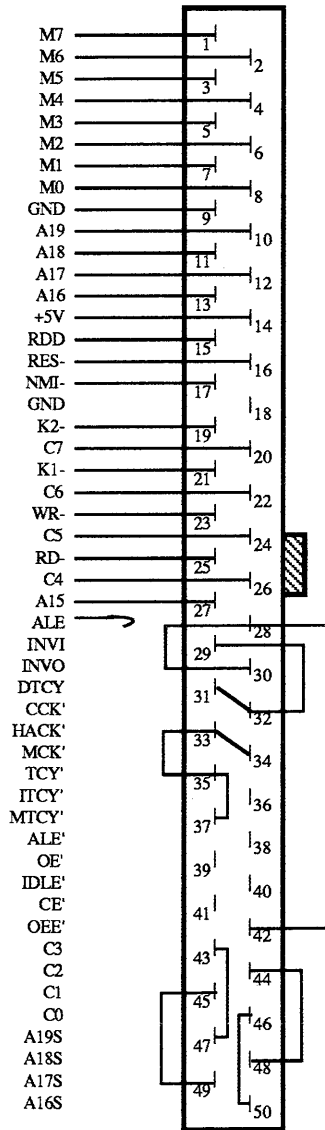 M7
1
M6
2
M5
3
M4
4
M3
5
M2
6
M1
7
M0
8
GND
9
A19
10
A18
11
A17
12
A16
13
+5V
14
RDD
15
RES-
16
NMI-
17
GND
18
K2-
19
C7
20
K1-
21
C6
22
WR-
23
C5
24
RD-
25
C4
26
A15
27
ALE
28
INVI
29
INVO
30
DTCY
31
CCK'
32
HACK'
33
MCK'
34
TCY'
35
ITCY'
36
MTCY'
37
ALE'
38
OE'
39
IDLE'
40
CE'
41
OEE'
42
C3
43
C2
44
C1
45
C0
46
A19S
47
A18S
48
A17S
49
A16S
50